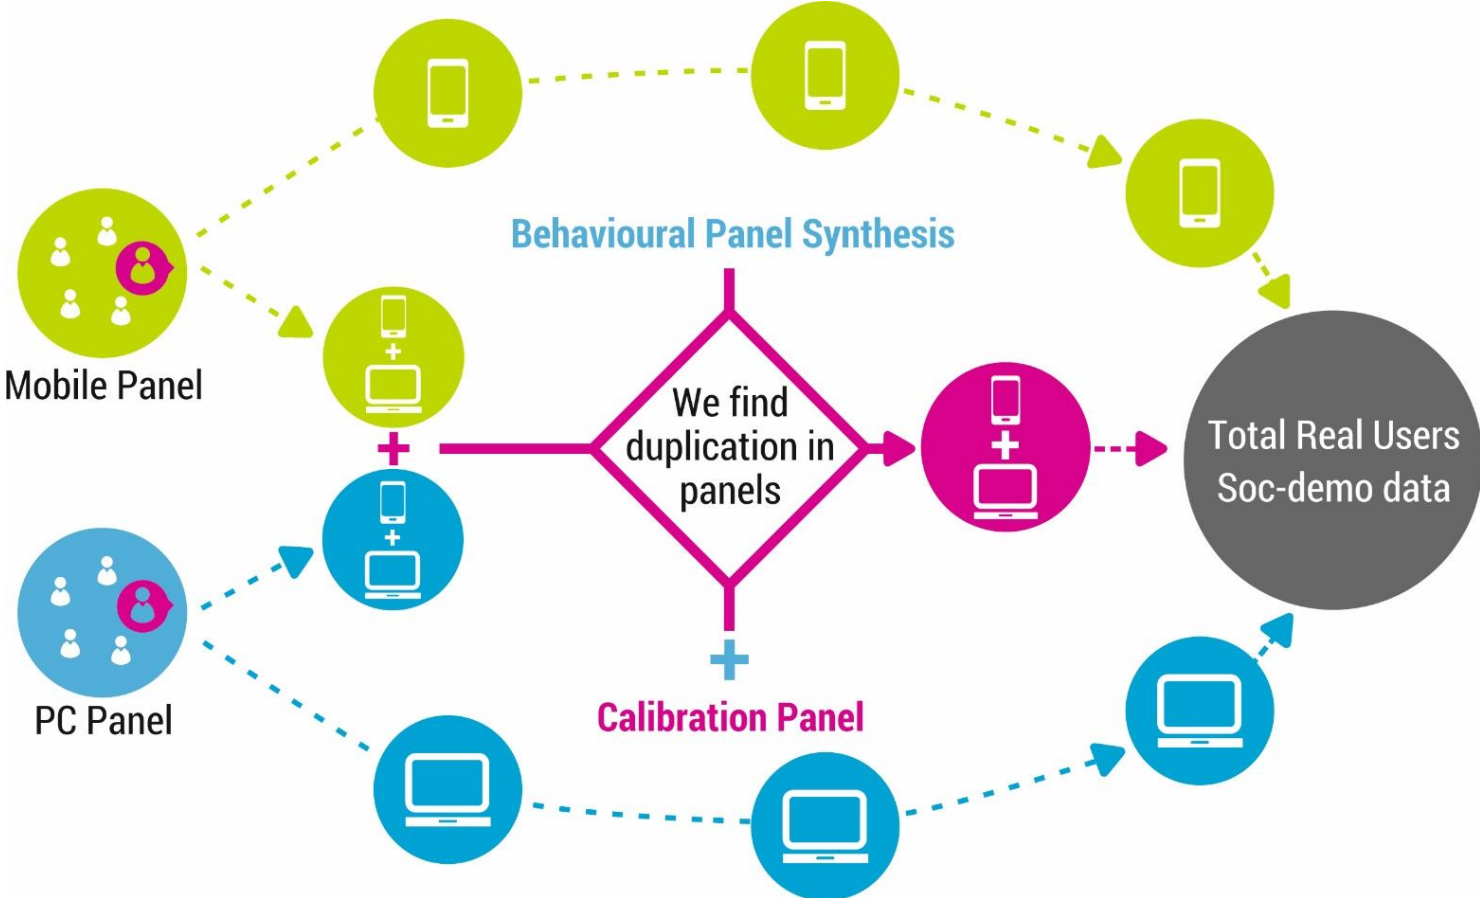 Behavioural Panel Synthesis
Mobile Panel
+
+
We find
duplication in
panels
+
Total Real Users
Soc-demo data
+
+
PC Panel
+
Calibration Panel